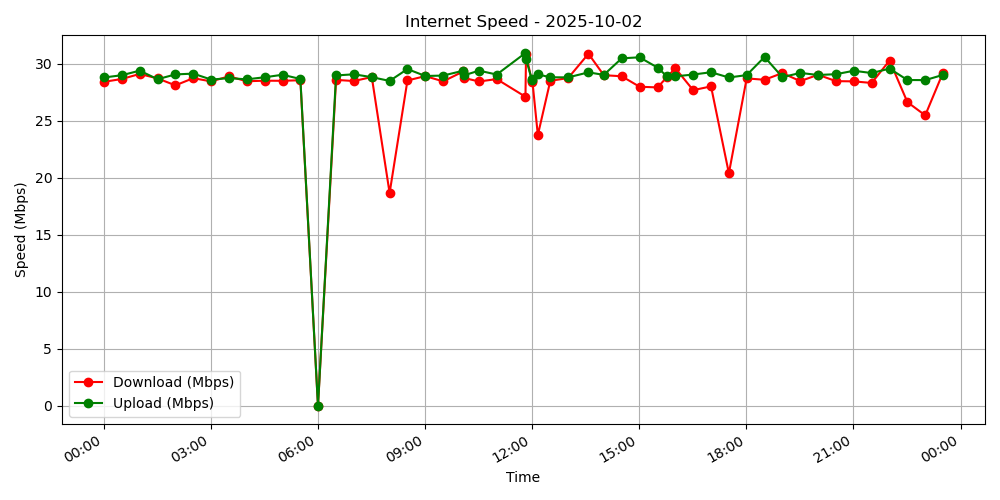 Internet Speed - 2025-10-02
Speed (Mbps)
30
25
20
15
10
5
0
Download (Mbps)
Upload (Mbps)
00:00 03:00 06:00 09:00 12:00 15:00 18:00 21:00 00:00
Time